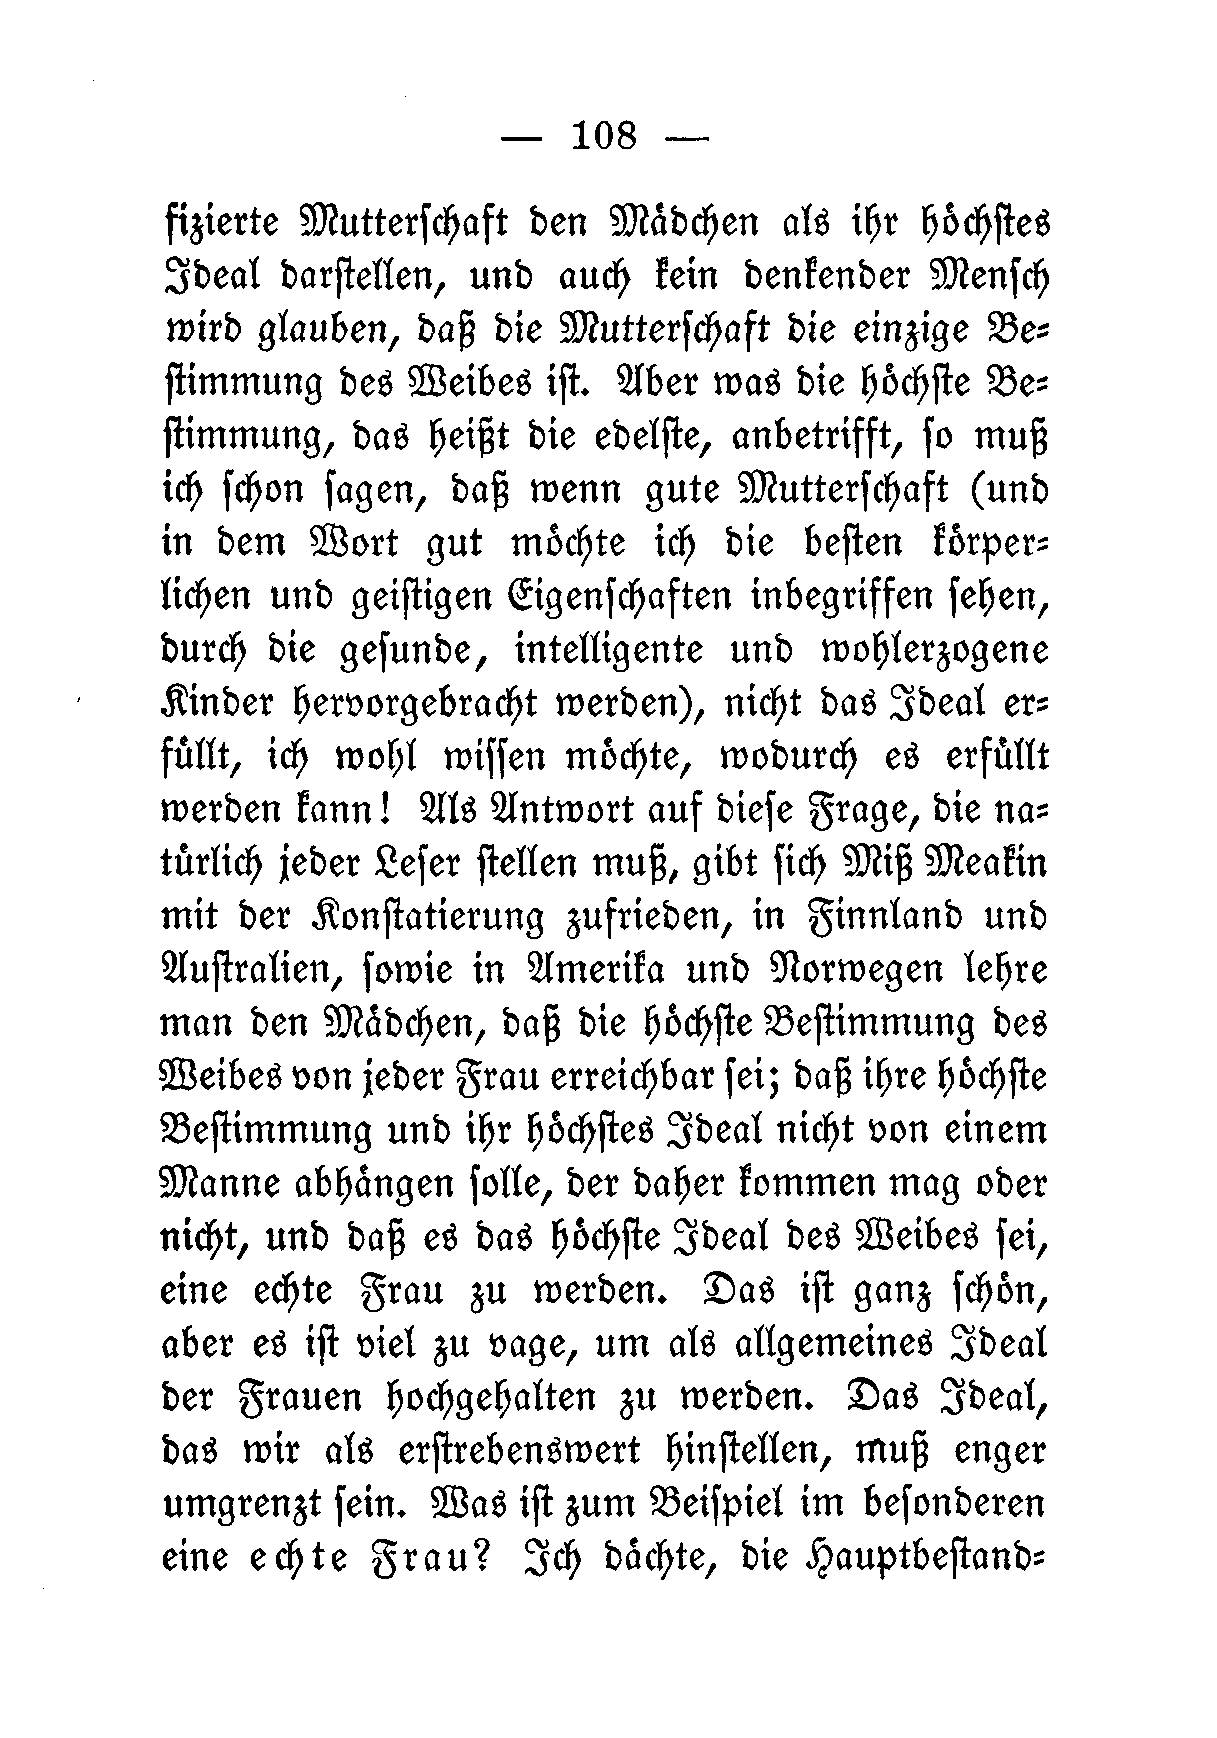 — 108 —
fizierte Mutterſchaft den Mädchen als ihr höchſtes
Ideal darſtellen, und auch kein denkender Menſch
wird glauben, daß die Mutterſchaft die einzige Be-
ſtimmung des Weibes iſt. Aber was die höchſte Be-
ſtimmung, das heißt die edelſte, anbetrifft, ſo muß
ich ſchon ſagen, daß wenn gute Mutterſchaft (und
in dem Wort gut möchte ich die beſten körper-
lichen und geiſtigen Eigenſchaften inbegriffen ſehen,
durch die geſunde, intelligente und wohlerzogene
Kinder hervorgebracht werden), nicht das Ideal er-
füllt, ich wohl wiſſen möchte, wodurch es erfüllt
werden kann! Als Antwort auf dieſe Frage, die na-
türlich jeder Leſer ſtellen muß, gibt ſich Miß Meakin
mit der Konſtatierung zufrieden, in Finnland und
Auſtralien, ſowie in Amerika und Norwegen lehre
man den Mädchen, daß die höchſte Beſtimmung des
Weibes von jeder Frau erreichbar ſei; daß ihre höchſte
Beſtimmung und ihr höchſtes Ideal nicht von einem
Manne abhängen ſolle, der daher kommen mag oder
nicht, und daß es das höchſte Ideal des Weibes ſei,
eine echte Frau zu werden. Das iſt ganz ſchön,
aber es iſt viel zu vage, um als allgemeines Ideal
der Frauen hochgehalten zu werden. Das Ideal,
das wir als erſtrebenswert hinſtellen, muß enger
umgrenzt ſein. Was iſt zum Beiſpiel im beſonderen
eine echte Frau? Ich dächte, die Hauptbeſtand-